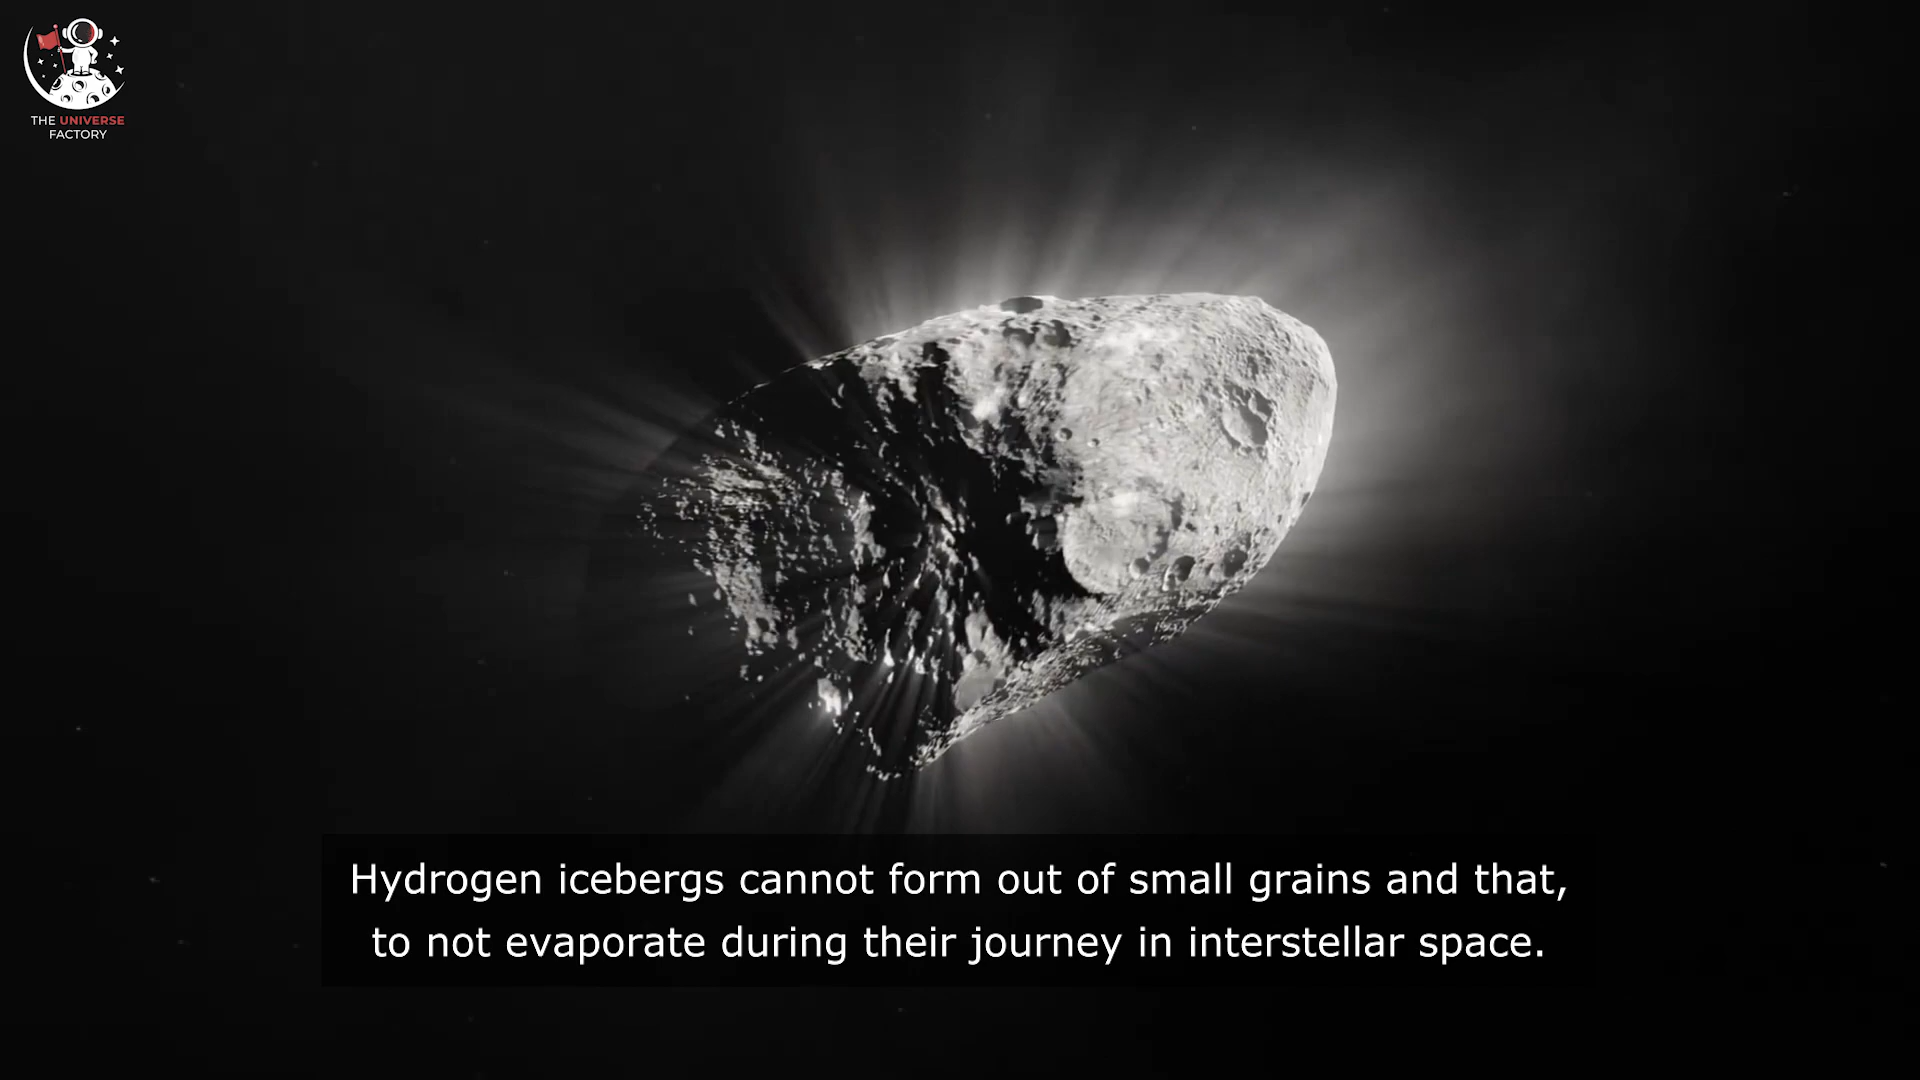 THE UNIVERSE
FACTORY
Hydrogen icebergs cannot form out of small grains and that,
to not evaporate during their journey in interstellar space.